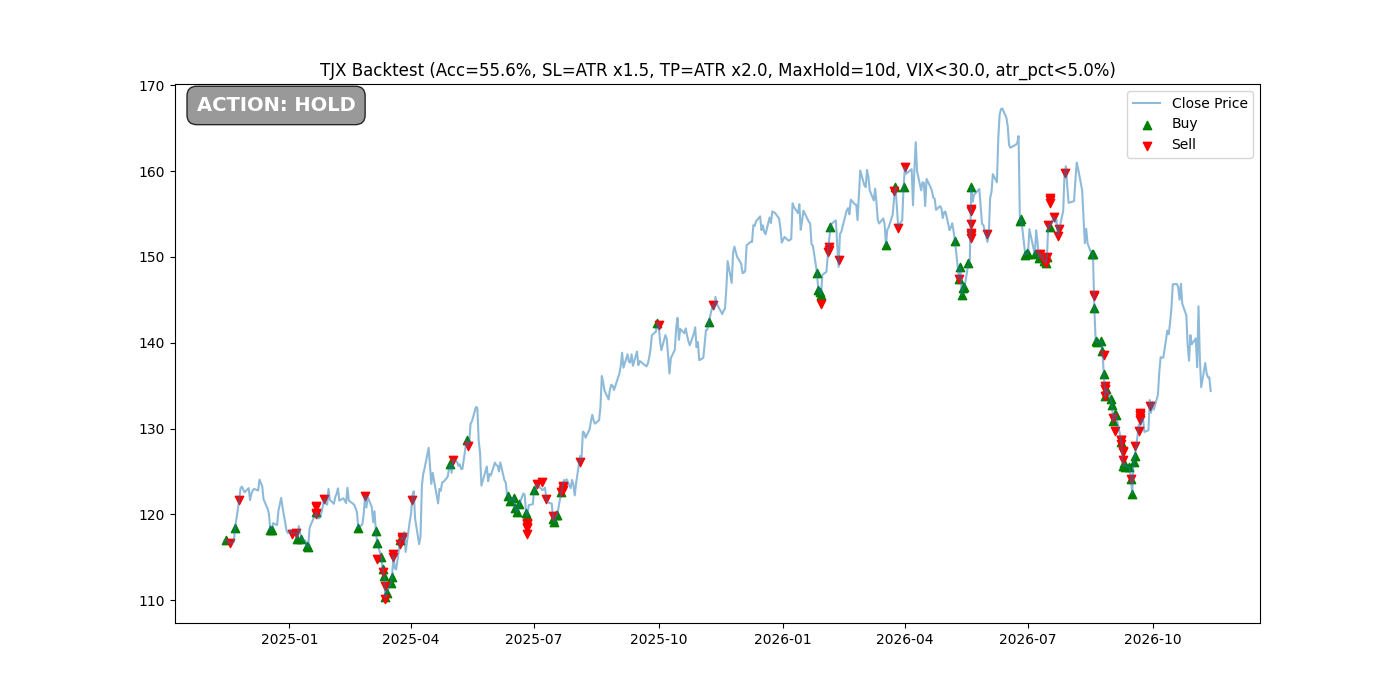 TJX Backtest (Acc=55.6%, SL=ATR x1.5, TP=ATR x2.0, MaxHold=10d, VIX<30.0, atr_pct<5.0%)
ACTION: HOLD
Close Price
Buy
Sell
170
160
150
140
130
120
110
2025-01 2025-04 2025-07 2025-10 2026-01 2026-04 2026-07 2026-10